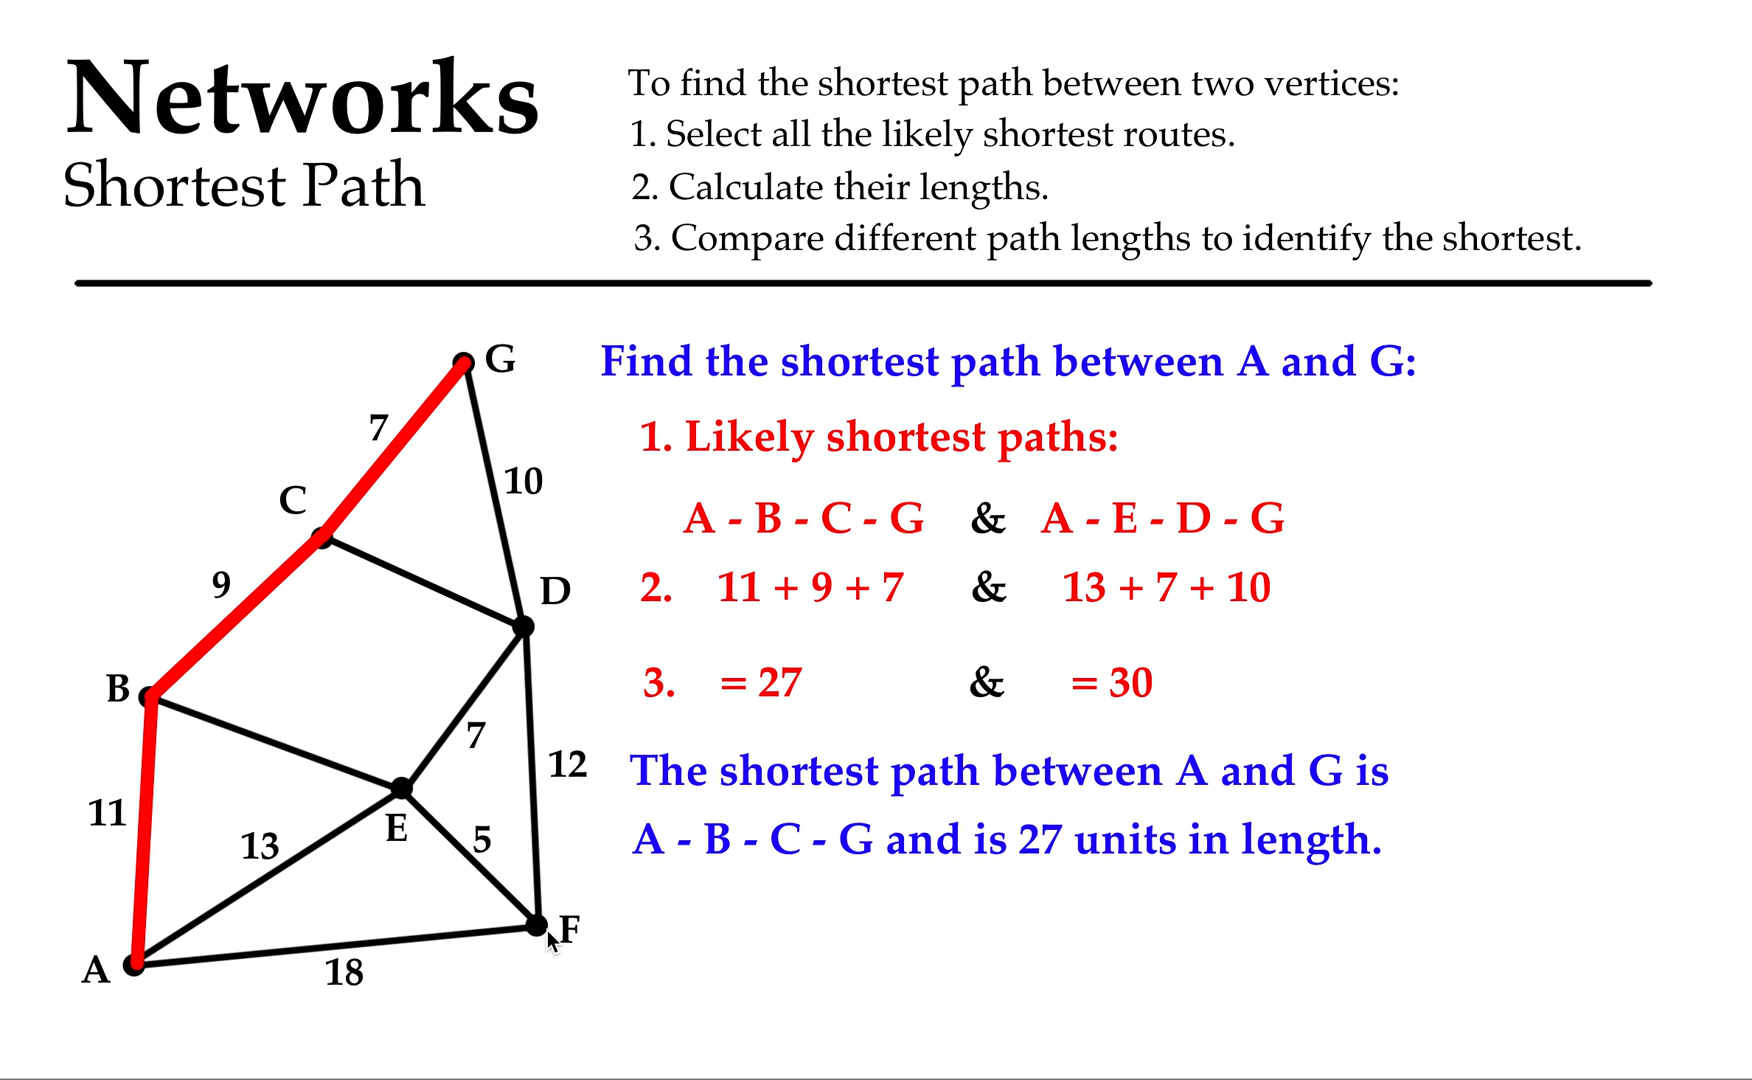 Networks
Shortest Path
To find the shortest path between two vertices:
1. Select all the likely shortest routes.
2. Calculate their lengths.
3. Compare different path lengths to identify the shortest.
G
7
10
C
9
D
B
7
12
11
13
E
5
F
A
18
Find the shortest path between A and G:
1. Likely shortest paths:
A - B - C - G & A - E - D - G
2. 11 + 9 + 7 & 13 + 7 + 10
3. = 27 & = 30
The shortest path between A and G is
A - B - C - G and is 27 units in length.